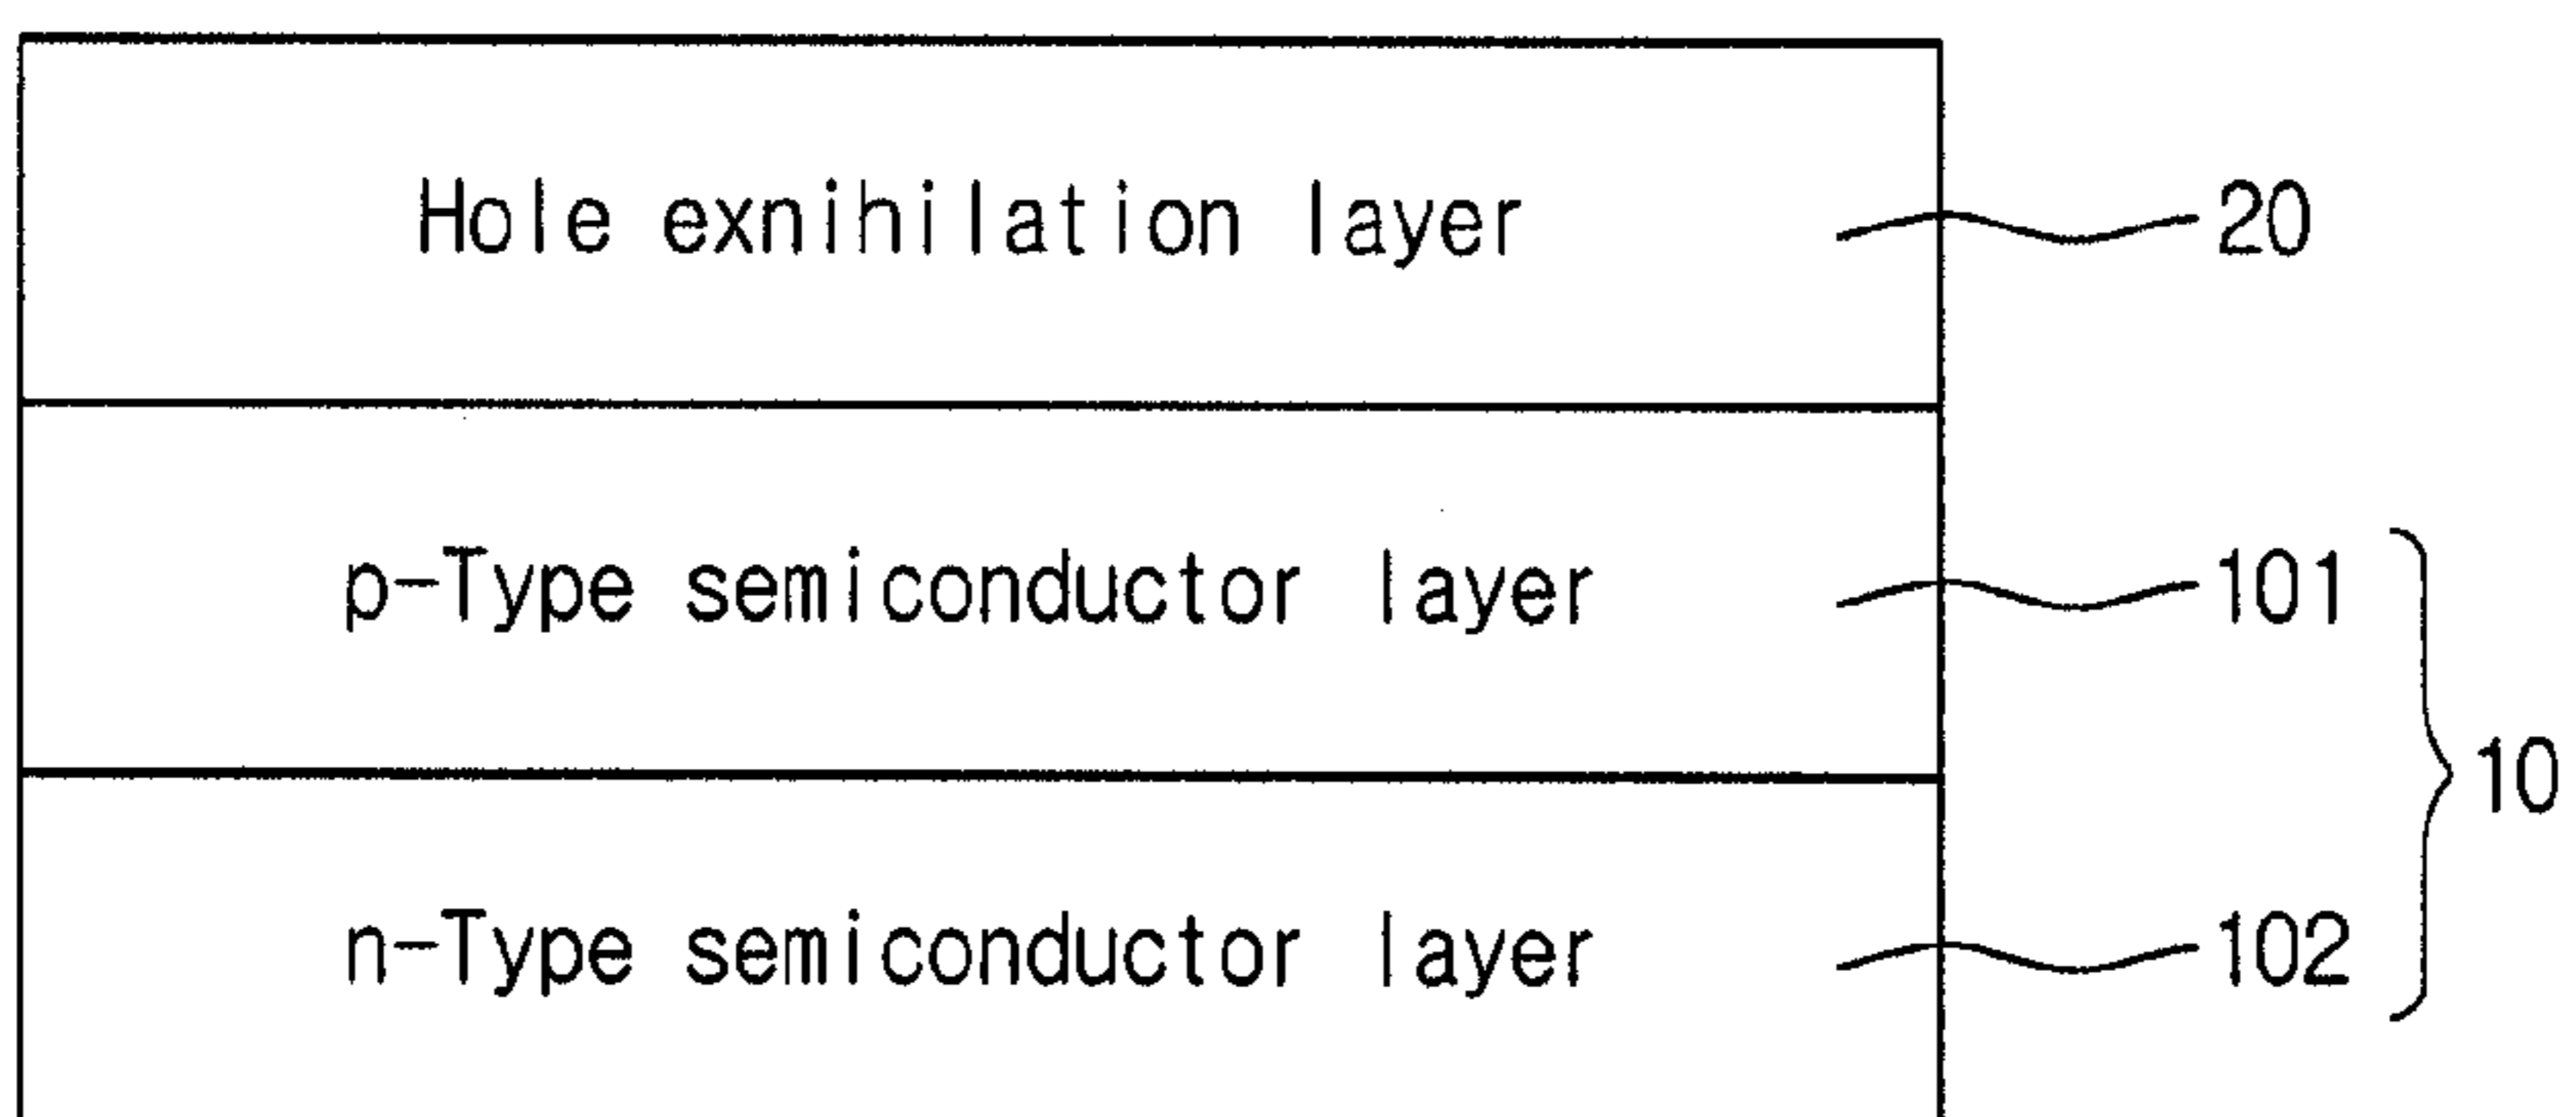 Hole exnihilation layer 20
p-Type semiconductor layer 101
10
n-Type semiconductor layer 102